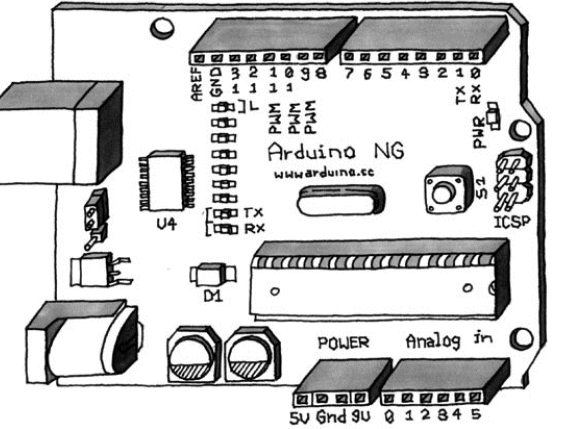 AREF GND 13 12 11 10 9 8 7 6 5 4 3 2 1 0
TX RX
L
PWM PWM PWM
PWR
Arduino NG
www.arduino.cc
S1
ICSP
U4
TX
RX
D1
POWER Analog in
5V Gnd 9V 0 1 2 3 4 5